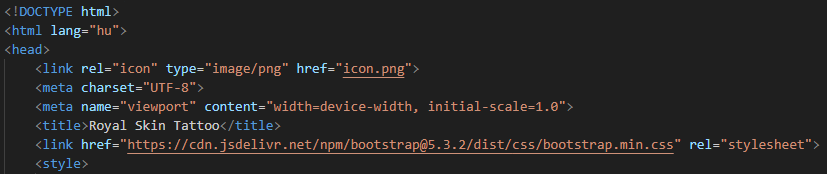 <!DOCTYPE html>
<html lang="hu">
<head>
    <link rel="icon" type="image/png" href="icon.png">
    <meta charset="UTF-8">
    <meta name="viewport" content="width=device-width, initial-scale=1.0">
    <title>Royal Skin Tattoo</title>
    <link href="https://cdn.jsdelivr.net/npm/bootstrap@5.3.2/dist/css/bootstrap.min.css" rel="stylesheet">
    <style>